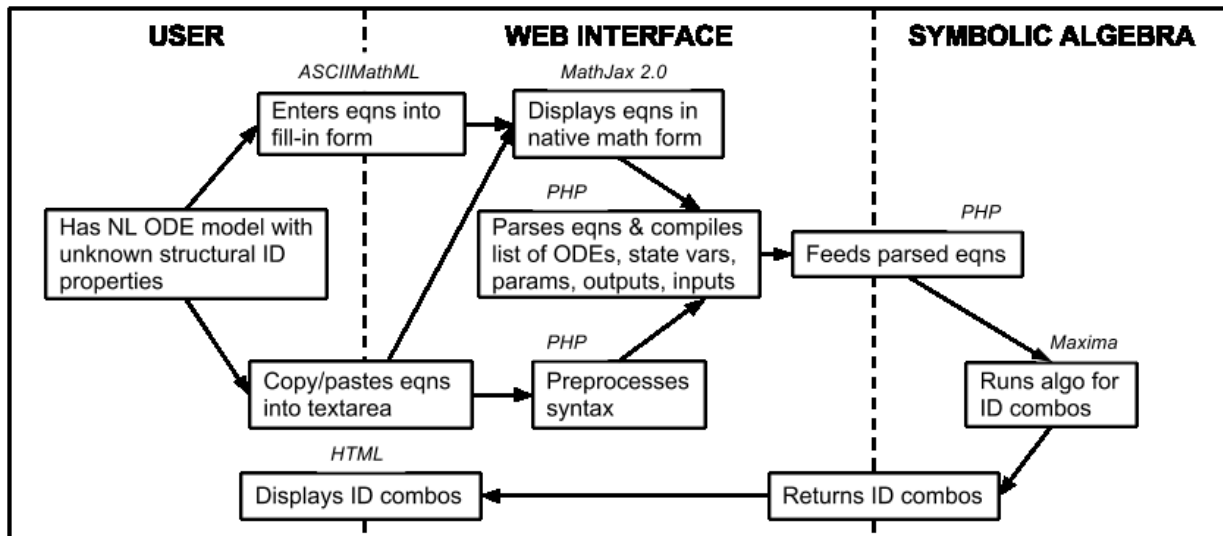 USER
WEB INTERFACE
SYMBOLIC ALGEBRA
ASCIIMathML
Enters eqns into
fill-in form
MathJax 2.0
Displays eqns in
native math form
Has NL ODE model with
unknown structural ID
properties
PHP
Parses eqns & compiles
list of ODEs, state vars,
params, outputs, inputs
PHP
Feeds parsed eqns
Copy/pastes eqns
into textarea
PHP
Preprocesses
syntax
Maxima
Runs algo for
ID combos
HTML
Displays ID combos
Returns ID combos